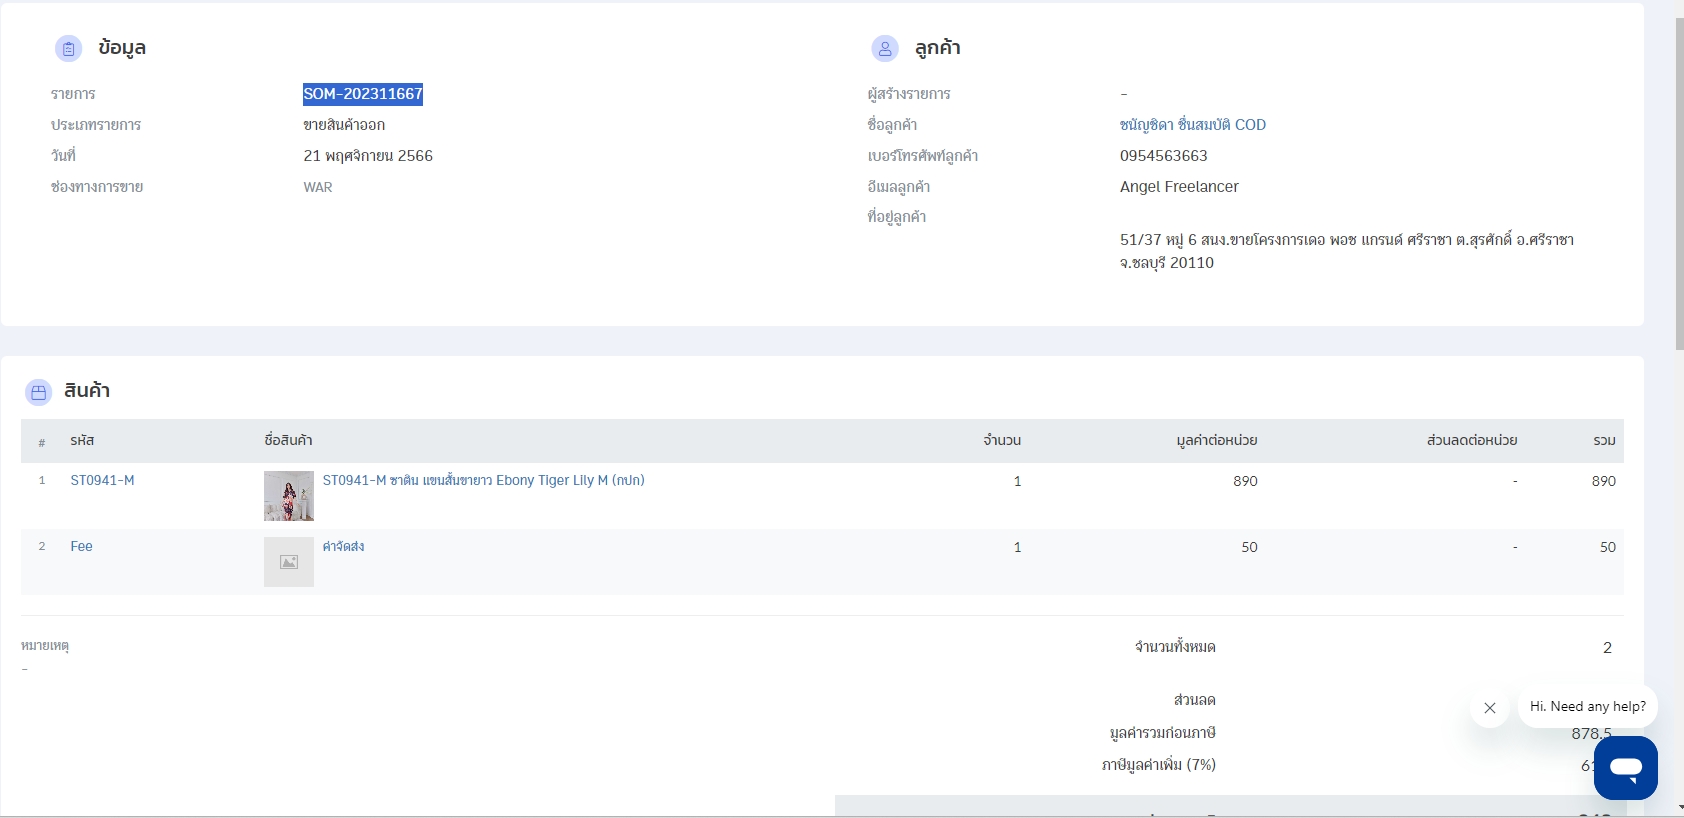 ข้อมูล
รายการ SOM-202311667
ประเภทรายการ ขายสินค้าออก
วันที่ 21 พฤศจิกายน 2566
ช่องทางการขาย WAR
ลูกค้า
ผู้สร้างรายการ -
ชื่อลูกค้า ชนัญชิดา ชื่นสมบัติ COD
เบอร์โทรศัพท์ลูกค้า 0954563663
อีเมลลูกค้า Angel Freelancer
ที่อยู่ลูกค้า
51/37 หมู่ 6 สนง.ขายโครงการเดอ พอช แกรนด์ ศรีราชา ต.สุรศักดิ์ อ.ศรีราชา
จ.ชลบุรี 20110
สินค้า
# รหัส ชื่อสินค้า จำนวน มูลค่าต่อหน่วย ส่วนลดต่อหน่วย รวม
1 ST0941-M ST0941-M ซาติน แขนสั้นขายาว Ebony Tiger Lily M (กปก) 1 890 - 890
2 Fee ค่าจัดส่ง 1 50 - 50
หมายเหตุ
-
จำนวนทั้งหมด 2
ส่วนลด
มูลค่ารวมก่อนภาษี 878.5
ภาษีมูลค่าเพิ่ม (7%)
Hi. Need any help?